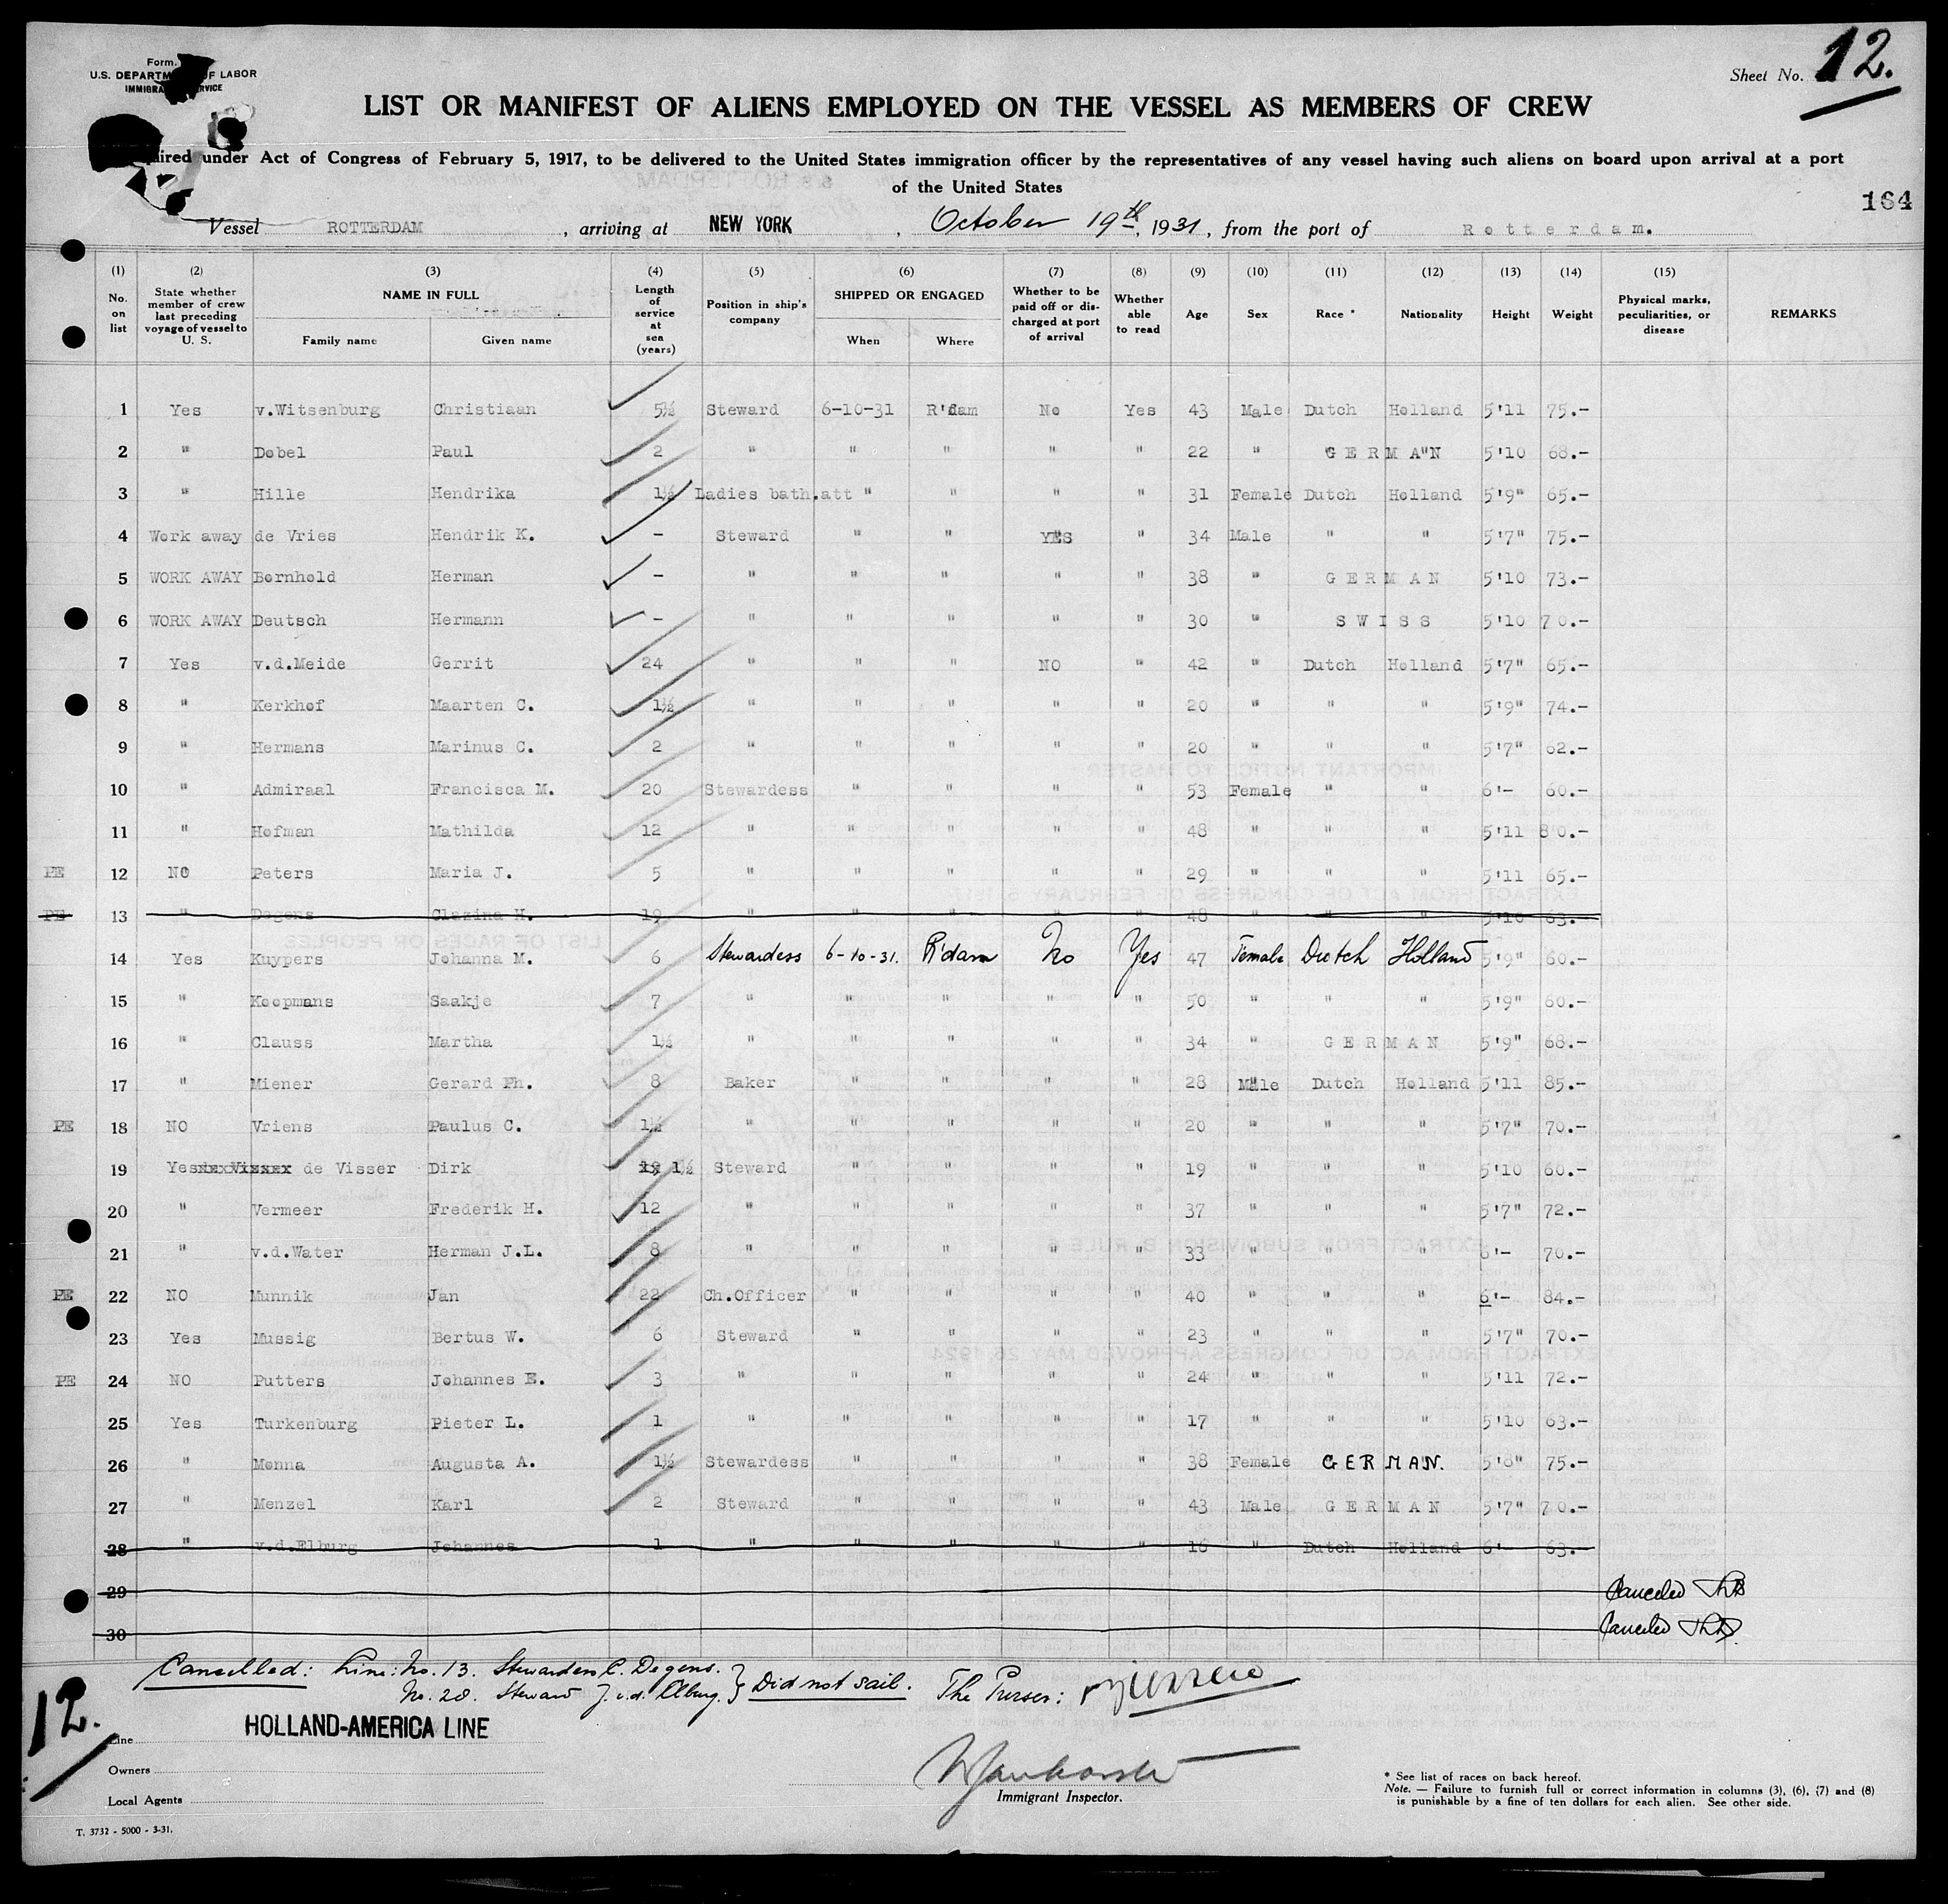 Form.
U.S. DEPARTM OF LABOR
IMMIGRA RVICE
Sheet No. 12.
LIST OR MANIFEST OF ALIENS EMPLOYED ON THE VESSEL AS MEMBERS OF CREW
uired under Act of Congress of February 5, 1917, to be delivered to the United States immigration officer by the representatives of any vessel having such aliens on board upon arrival at a port
of the United States
164
Vessel ROTTERDAM , arriving at NEW YORK , October 19th, 1931, from the port of Rotterdam.
(1) (2) (3) (4) (5) (6) (7) (8) (9) (10) (11) (12) (13) (14) (15)
No. on list | State whether member of crew last preceding voyage of vessel to U. S. | NAME IN FULL | Family name | Given name | Length of service at sea (years) | Position in ship's company | SHIPPED OR ENGAGED | When | Where | Whether to be paid off or discharged at port of arrival | Whether able to read | Age | Sex | Race * | Nationality | Height | Weight | Physical marks, peculiarities, or disease | REMARKS
1 Yes v.Witsenburg Christiaan 5½ Steward 6-10-31 R'dam No Yes 43 Male Dutch Holland 5'11 75.-
2 " Dobel Paul 2 " " " " " 22 " GERMAN 5'10 68.-
3 " Hille Hendrika 1½ Ladies bath.att " " " " 31 Female Dutch Holland 5'9" 65.-
4 Work away de Vries Hendrik K. - Steward " " YES " 34 Male " " 5'7" 75.-
5 WORK AWAY Bornhold Herman - " " " " " 38 " GERMAN 5'10 73.-
6 WORK AWAY Deutsch Hermann - " " " " " 30 " SWISS 5'10 70.-
7 Yes v.d.Meide Gerrit 24 " " " NO " 42 " Dutch Holland 5'7" 65.-
8 " Kerkhof Maarten C. 1½ " " " " " 20 " " " 5'9" 74.-
9 " Hermans Marinus C. 2 " " " " " 20 " " " 5'7" 62.-
10 " Admiraal Francisca M. 20 Stewardess " " " " 53 Female " " 6'- 60.-
11 " Hofman Mathilda 12 " " " " " 48 " " " 5'11 80.-
PE 12 NO Peters Maria J. 5 " " " " " 29 " " " 5'11 65.-
PE 13 " Degens Clazina H. 19 " " " " " 48 " " " 5'10 63.-
14 Yes Kuypers Johanna M. 6 Stewardess 6-10-31. R'dam No Yes 47 Female Dutch Holland 5'9" 60.-
15 " Koopmans Saakje 7 " " " " " 50 " " " 5'9" 60.-
16 " Clauss Martha 1½ " " " " " 34 " GERMAN 5'9" 68.-
17 " Miener Gerard Fh. 8 Baker " " " " 28 Male Dutch Holland 5'11 85.-
PE 18 NO Vriens Paulus C. 1½ " " " " " 20 " " " 5'7" 70.-
19 Yes de Visser Dirk 1½ Steward " " " " 19 " " " 5'10 60.-
20 " Vermeer Frederik H. 12 " " " " " 37 " " " 5'7" 72.-
21 " v.d.Water Herman J.L. 8 " " " " " 33 " " " 6'- 70.-
PE 22 NO Munnik Jan 22 Ch.Officer " " " " 40 " " " 6'- 84.-
23 Yes Mussig Bertus W. 6 Steward " " " " 23 " " " 5'7" 70.-
PE 24 NO Putters Johannes E. 3 " " " " " 24 " " " 5'11 72.-
25 Yes Turkenburg Pieter L. 1 " " " " " 17 " " " 5'10 63.-
26 " Monna Augusta A. 1½ Stewardess " " " " 38 Female GERMAN. 5'8" 75.-
27 " Menzel Karl 2 Steward " " " " 43 Male GERMAN 5'7" 70.-
28 " v.d.Elburg Johannes 1 " " " " " 16 " Dutch Holland 6'- 63.-
29 Canceled
30 Canceled
Cancelled: Line: No. 13. Stewardess C. Degens.
No. 28. Steward J. v.d. Elburg. } Did not sail. The Purser:
12.
HOLLAND-AMERICA LINE
Line
Owners
Local Agents
Immigrant Inspector.
* See list of races on back hereof.
Note. — Failure to furnish full or correct information in columns (3), (6), (7) and (8)
is punishable by a fine of ten dollars for each alien. See other side.
T. 3732 - 5000 - 3-31.